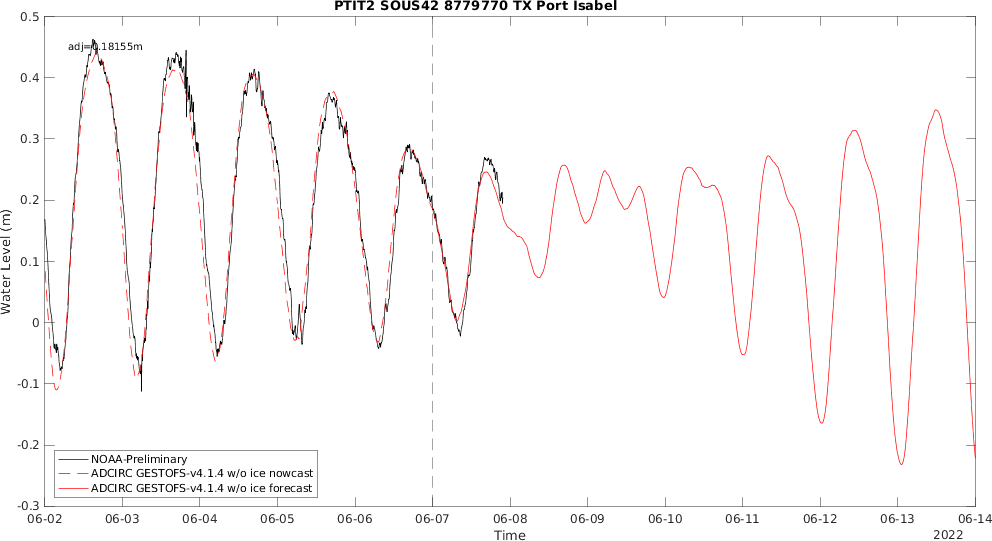 PTIT2 SOUS42 8779770 TX Port Isabel
0.5
adj=0.18155m
0.4
0.3
0.2
0.1
0
-0.1
-0.2
-0.3
Water Level (m)
NOAA-Preliminary
ADCIRC GESTOFS-v4.1.4 w/o ice nowcast
ADCIRC GESTOFS-v4.1.4 w/o ice forecast
06-02 06-03 06-04 06-05 06-06 06-07 06-08 06-09 06-10 06-11 06-12 06-13 06-14
Time
2022